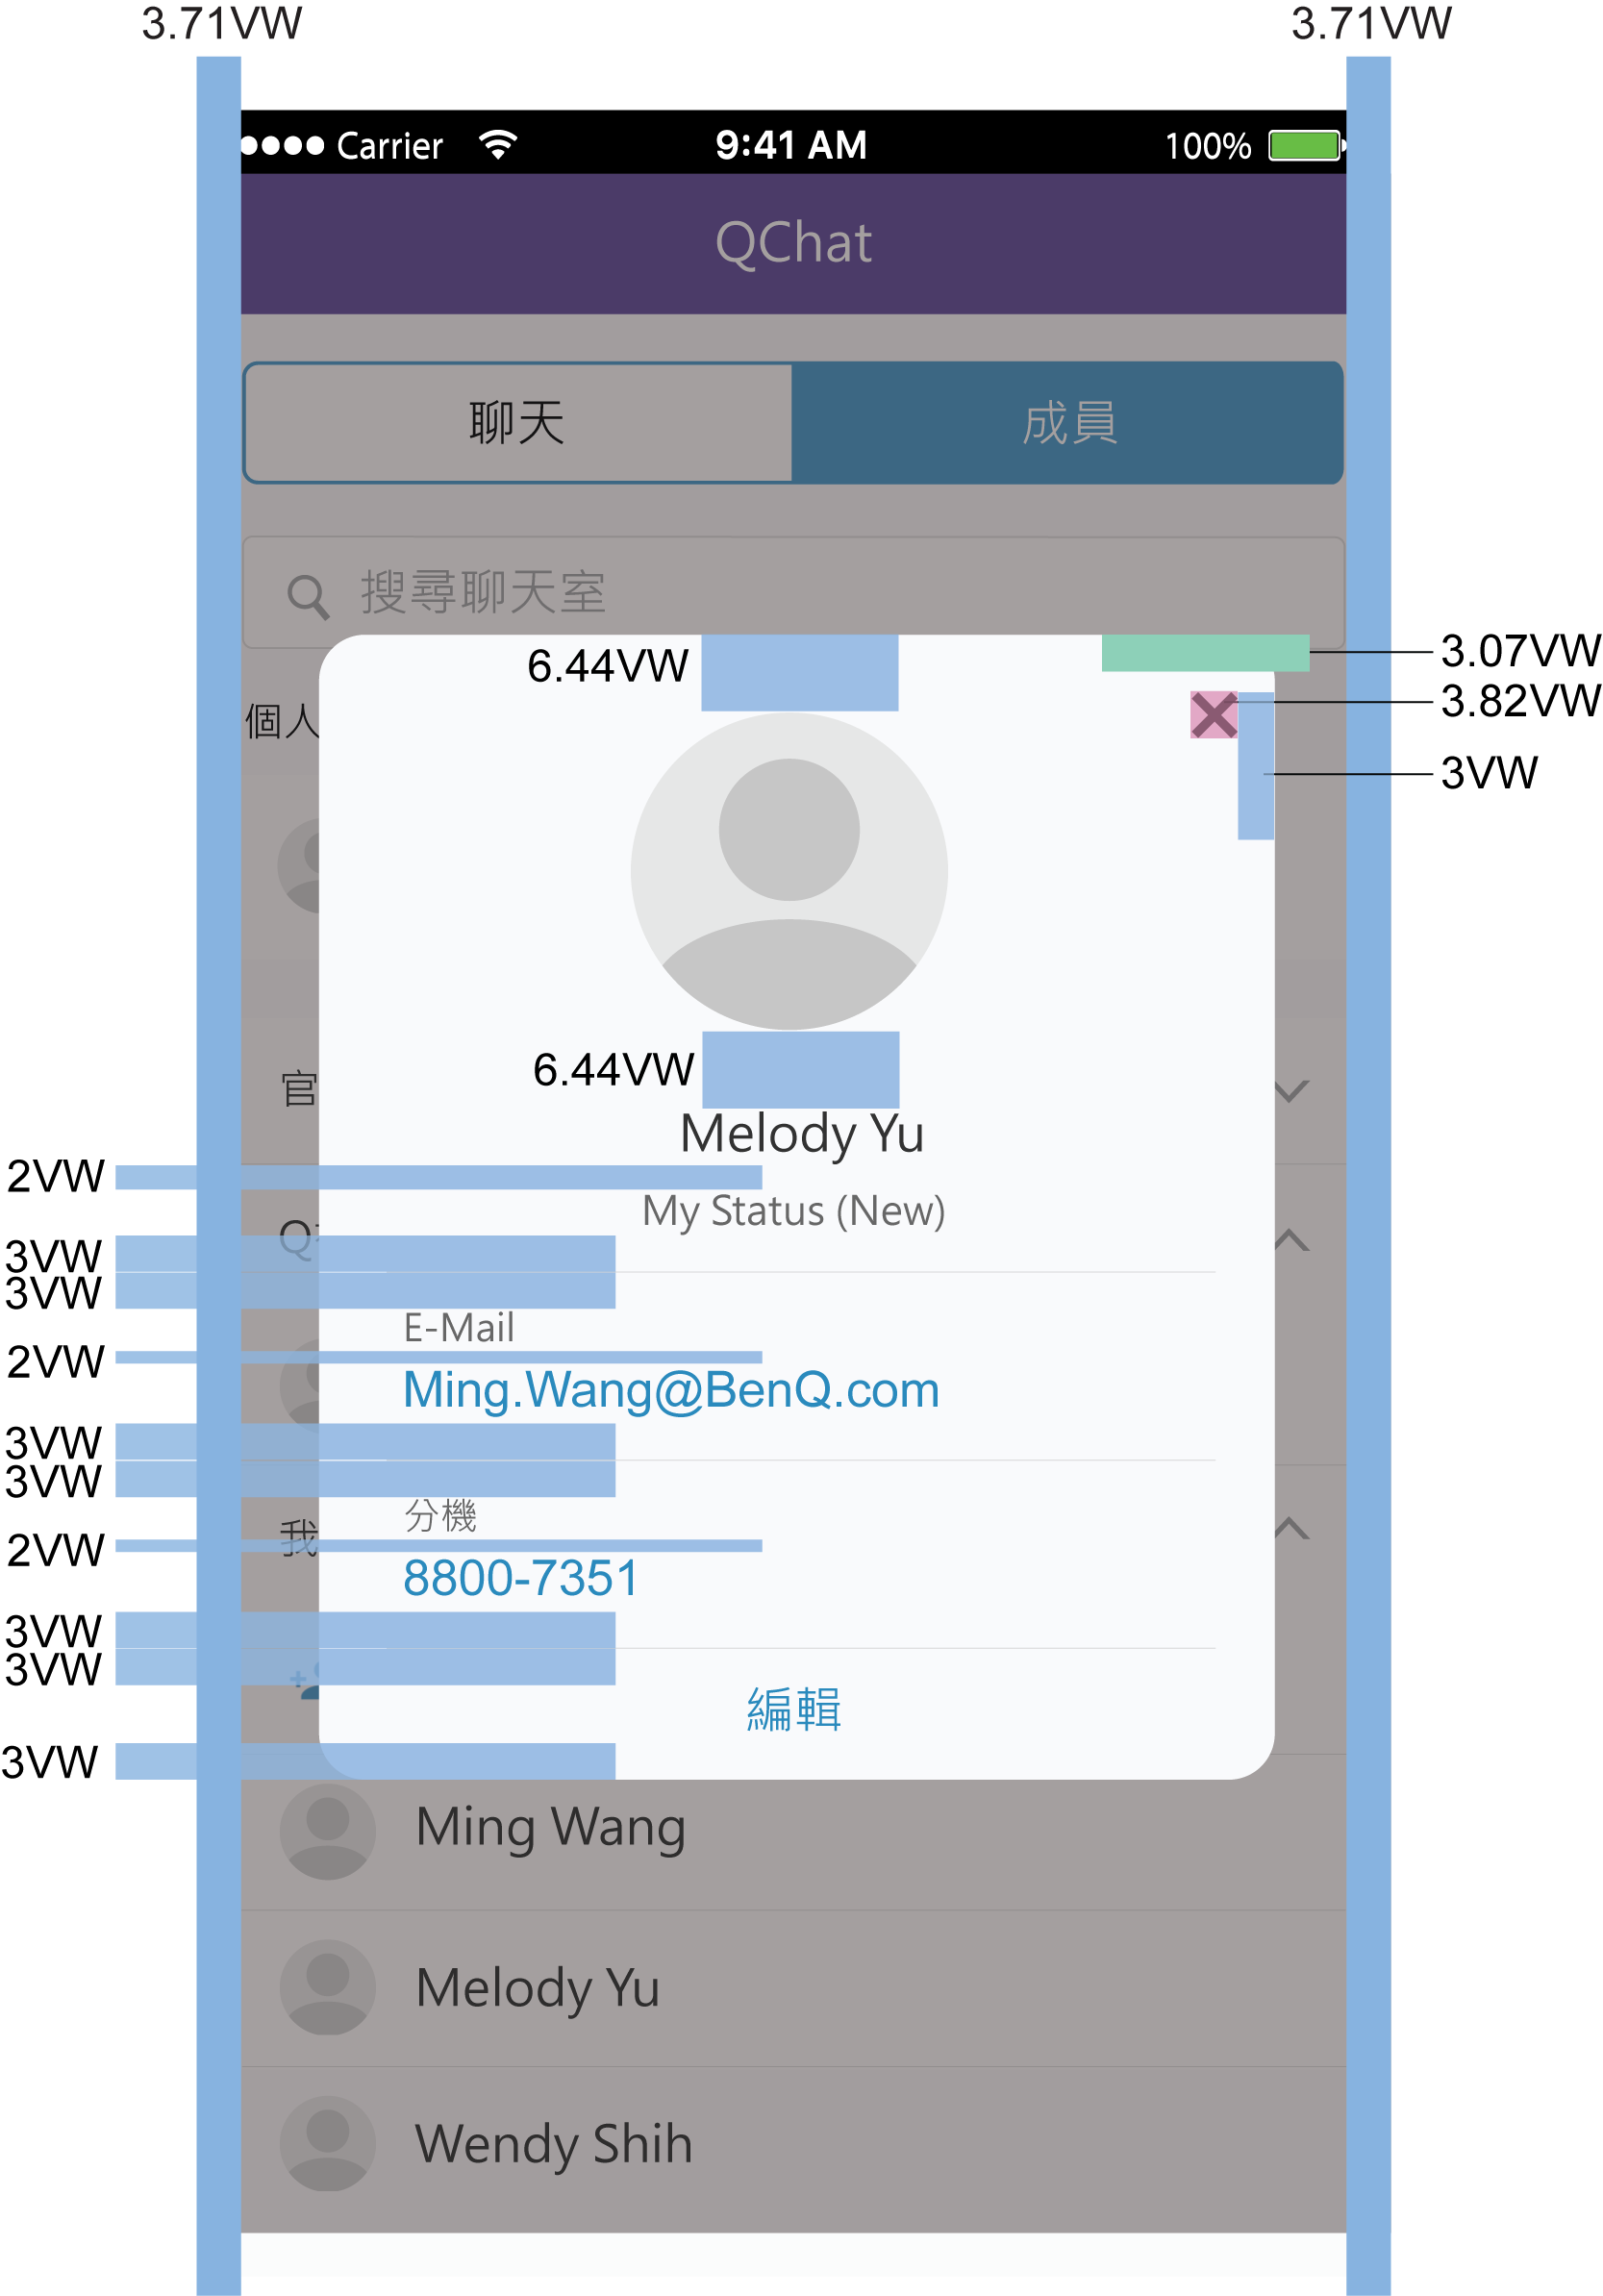 3.71VW 3.71VW
Carrier 9:41 AM 100%
QChat
聊天 成員
搜尋聊天室
6.44VW 3.07VW
3.82VW
個人
3VW
6.44VW
官
Melody Yu
2VW
My Status (New)
Q
3VW
3VW
E-Mail
2VW
Ming.Wang@BenQ.com
3VW
3VW
分機
我
2VW
8800-7351
3VW
3VW
編輯
3VW
Ming Wang
Melody Yu
Wendy Shih